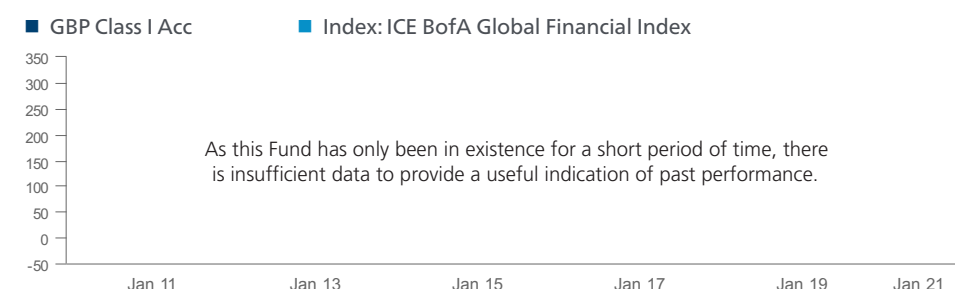 GBP Class I Acc Index: ICE BofA Global Financial Index
350
300
250
200
150
100
50
0
-50
As this Fund has only been in existence for a short period of time, there
is insufficient data to provide a useful indication of past performance.
Jan 11 Jan 13 Jan 15 Jan 17 Jan 19 Jan 21